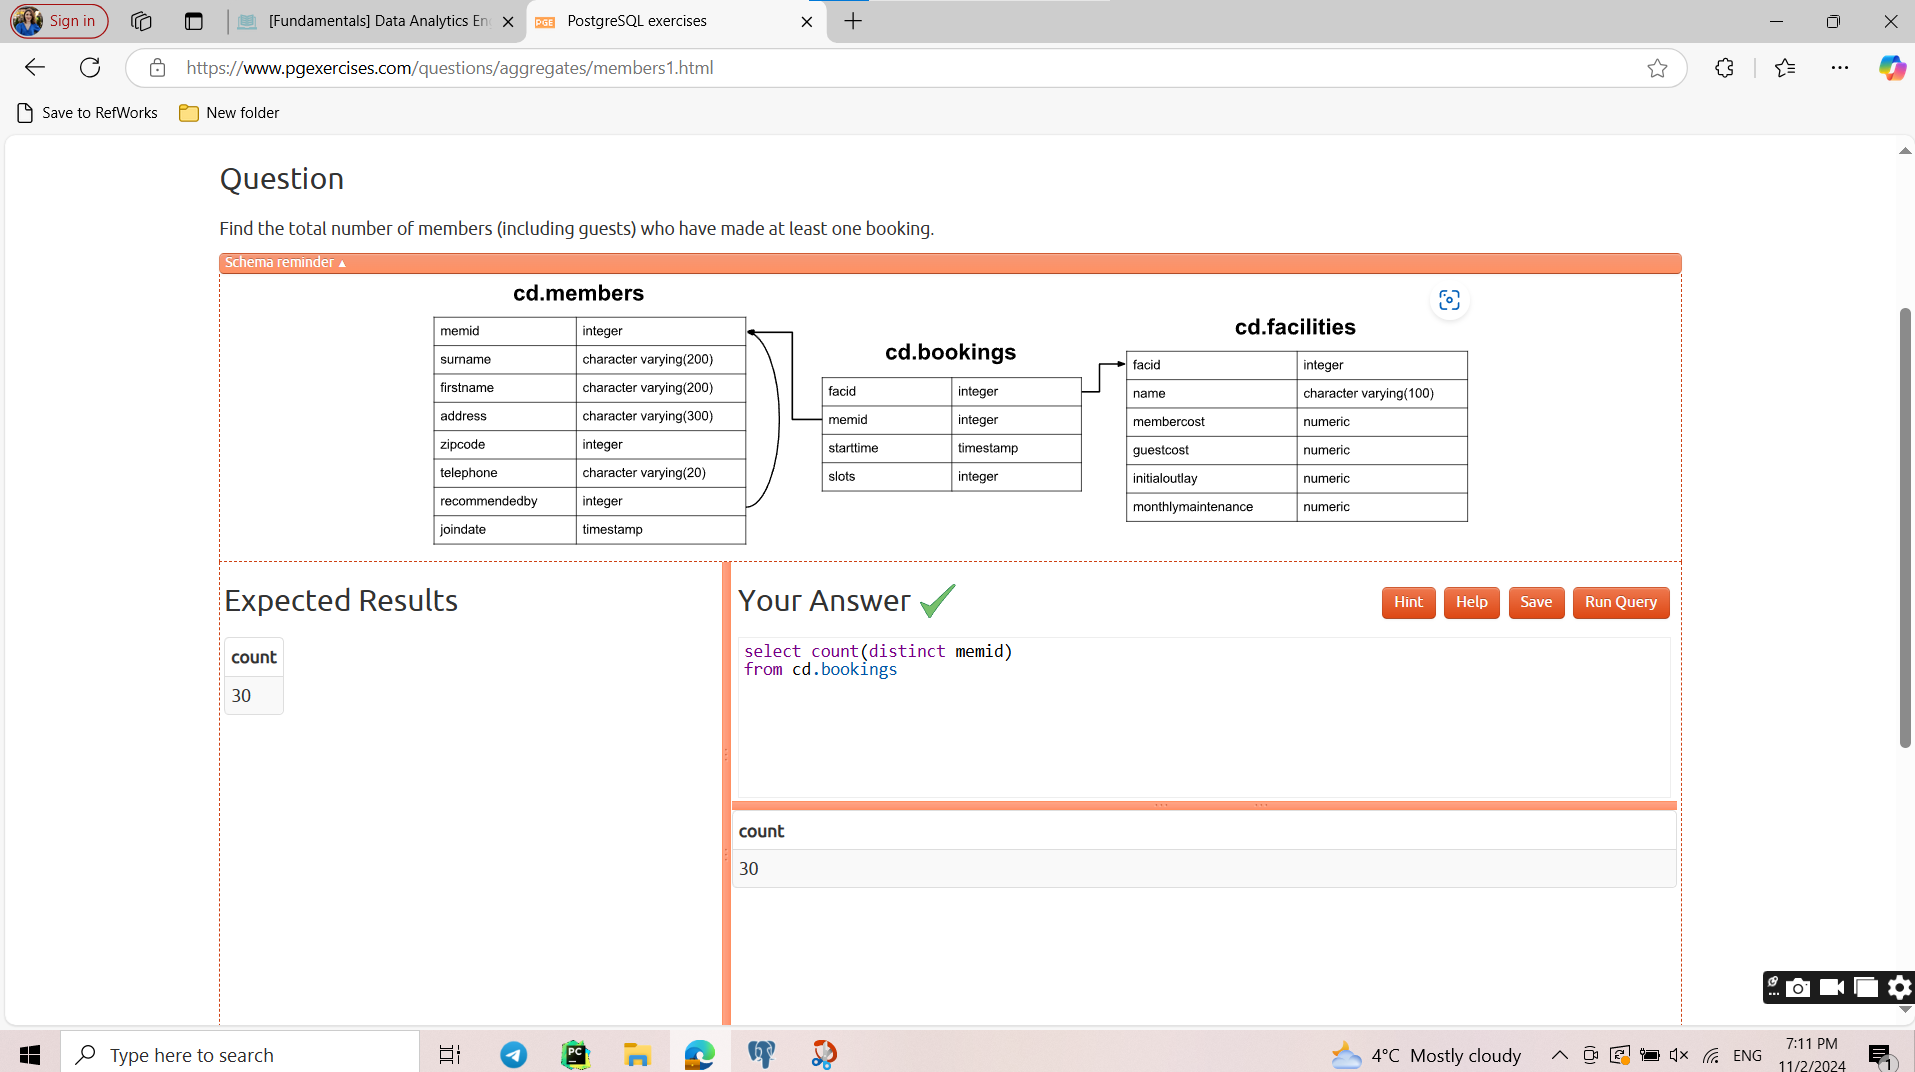 Sign in
[Fundamentals] Data Analytics En
PGE PostgreSQL exercises
https://www.pgexercises.com/questions/aggregates/members1.html
Save to RefWorks
New folder
Question
Find the total number of members (including guests) who have made at least one booking.
Schema reminder ▲
cd.members
memid integer
surname character varying(200)
firstname character varying(200)
address character varying(300)
zipcode integer
telephone character varying(20)
recommendedby integer
joindate timestamp
cd.bookings
facid integer
memid integer
starttime timestamp
slots integer
cd.facilities
facid integer
name character varying(100)
membercost numeric
guestcost numeric
initialoutlay numeric
monthlymaintenance numeric
Expected Results
count
30
Your Answer
Hint
Help
Save
Run Query
select count(distinct memid)
from cd.bookings
count
30
Type here to search
PC
4°C Mostly cloudy
ENG
7:11 PM
11/2/2024
1